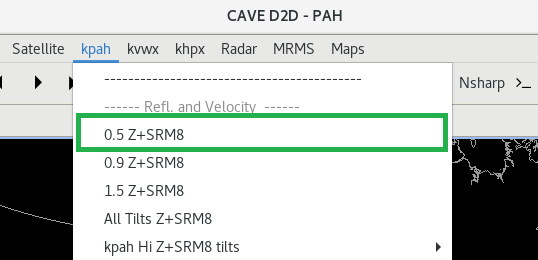 CAVE D2D - PAH
Satellite kpah kvwx khpx Radar MRMS Maps
--------------------------------------------
Nsharp >_
------ Refl. and Velocity ------
0.5 Z+SRM8
0.9 Z+SRM8
1.5 Z+SRM8
All Tilts Z+SRM8
kpah Hi Z+SRM8 tilts